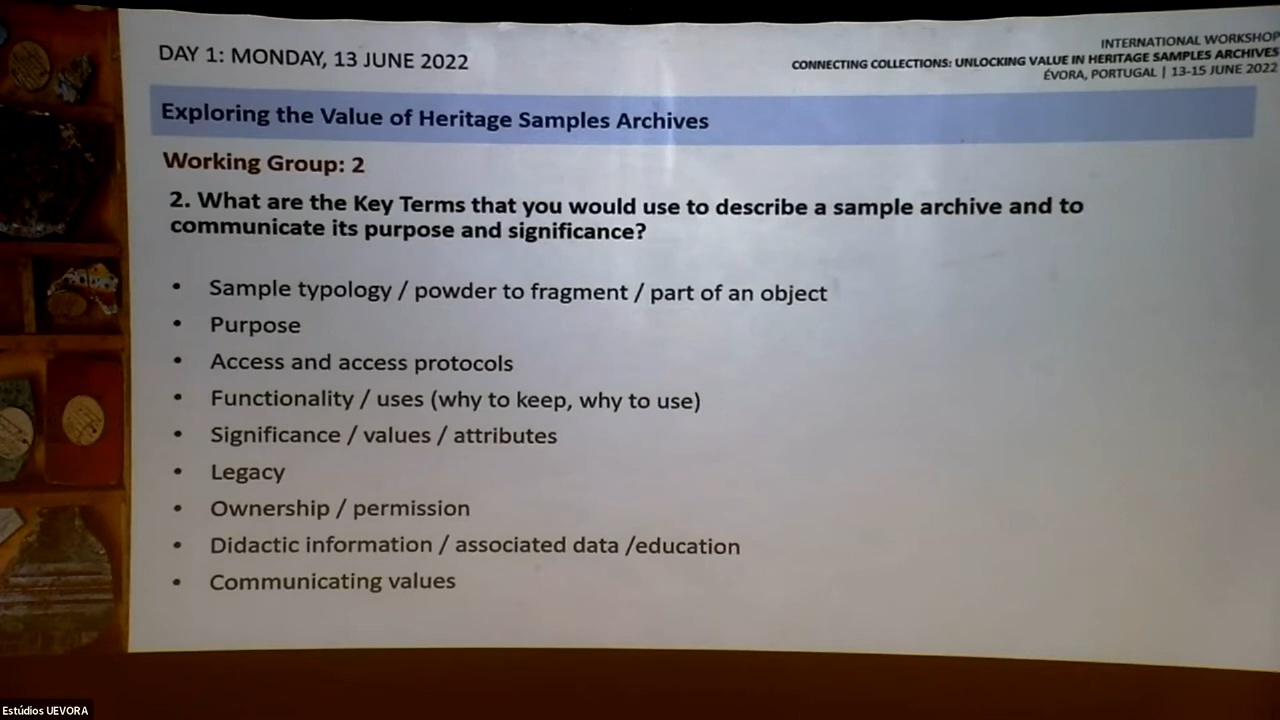 DAY 1: MONDAY, 13 JUNE 2022
INTERNATIONAL WORKSHOP
CONNECTING COLLECTIONS: UNLOCKING VALUE IN HERITAGE SAMPLES ARCHIVES
ÉVORA, PORTUGAL | 13-15 JUNE 2022
Exploring the Value of Heritage Samples Archives
Working Group: 2
2. What are the Key Terms that you would use to describe a sample archive and to
communicate its purpose and significance?
• Sample typology / powder to fragment / part of an object
• Purpose
• Access and access protocols
• Functionality / uses (why to keep, why to use)
• Significance / values / attributes
• Legacy
• Ownership / permission
• Didactic information / associated data /education
• Communicating values
Estúdios UEVORA